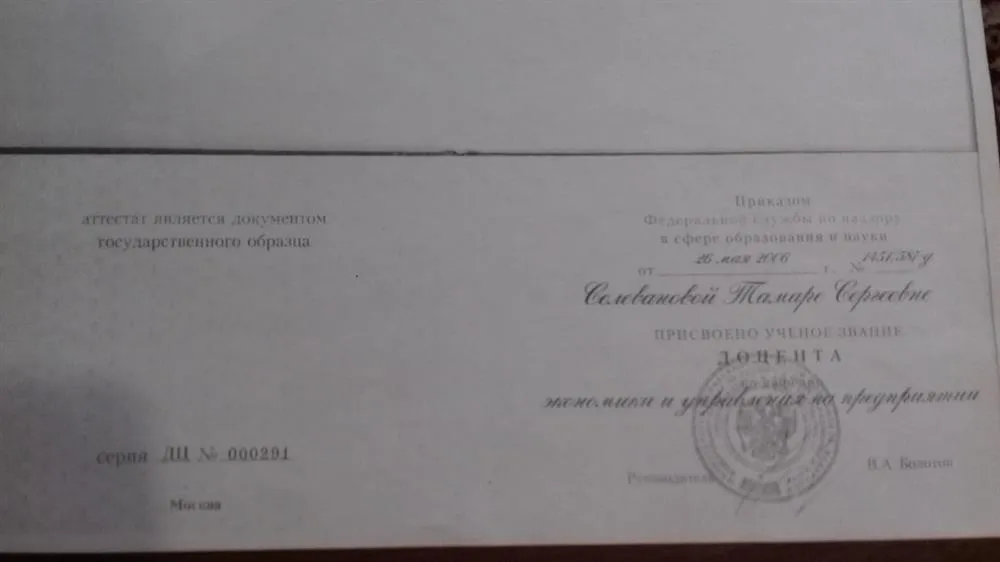 аттестат является документом
государственного образца
серия ДЦ № 000291
Москва
Приказом
Федеральной службы по надзору
в сфере образования и науки
от 26 мая 2006 г. № 1451/587-д
Селивановой Тамаре Сергеевне
ПРИСВОЕНО УЧЕНОЕ ЗВАНИЕ
ДОЦЕНТА
по кафедре
экономики и управления на предприятии
Руководитель
В.А. Болотов